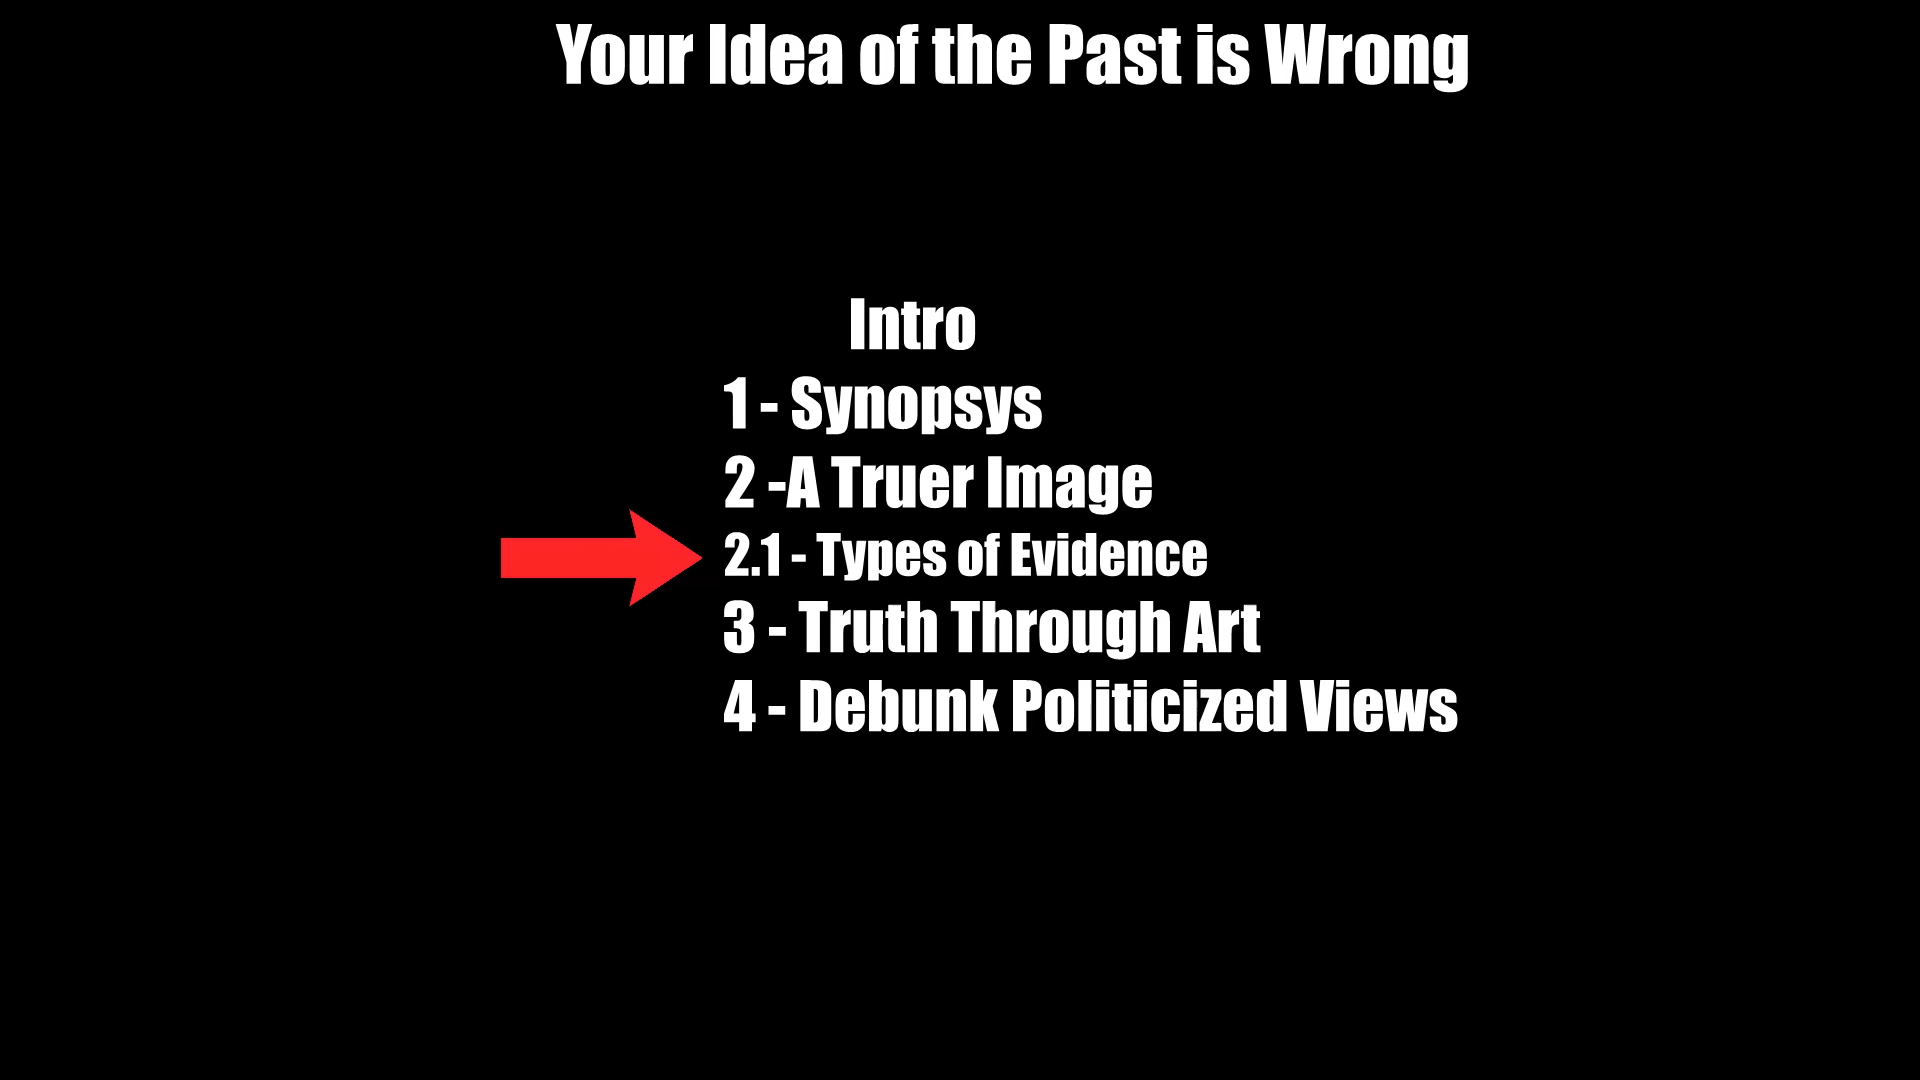 Your Idea of the Past is Wrong
Intro
1 - Synopsys
2 -A Truer Image
2.1 - Types of Evidence
3 - Truth Through Art
4 - Debunk Politicized Views